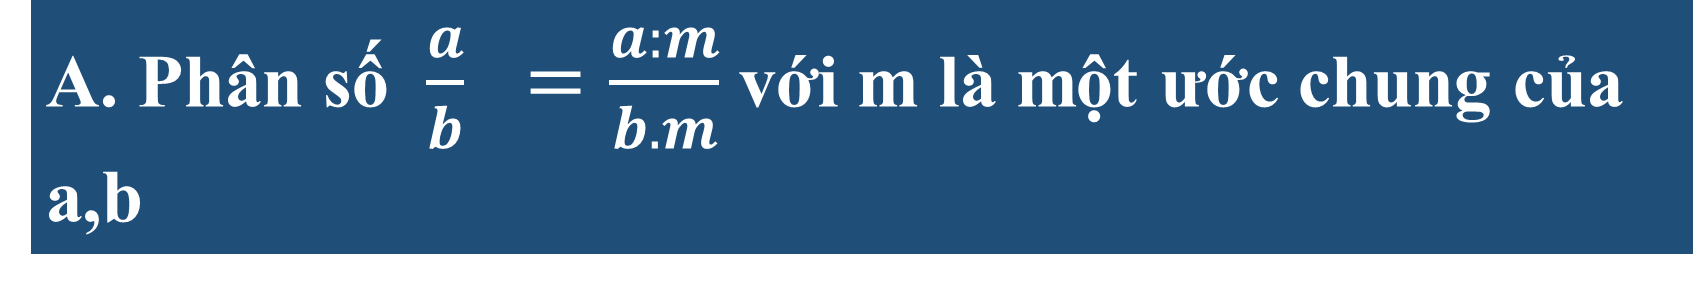 A. Phân số a/b = a:m/b.m với m là một ước chung của
a,b